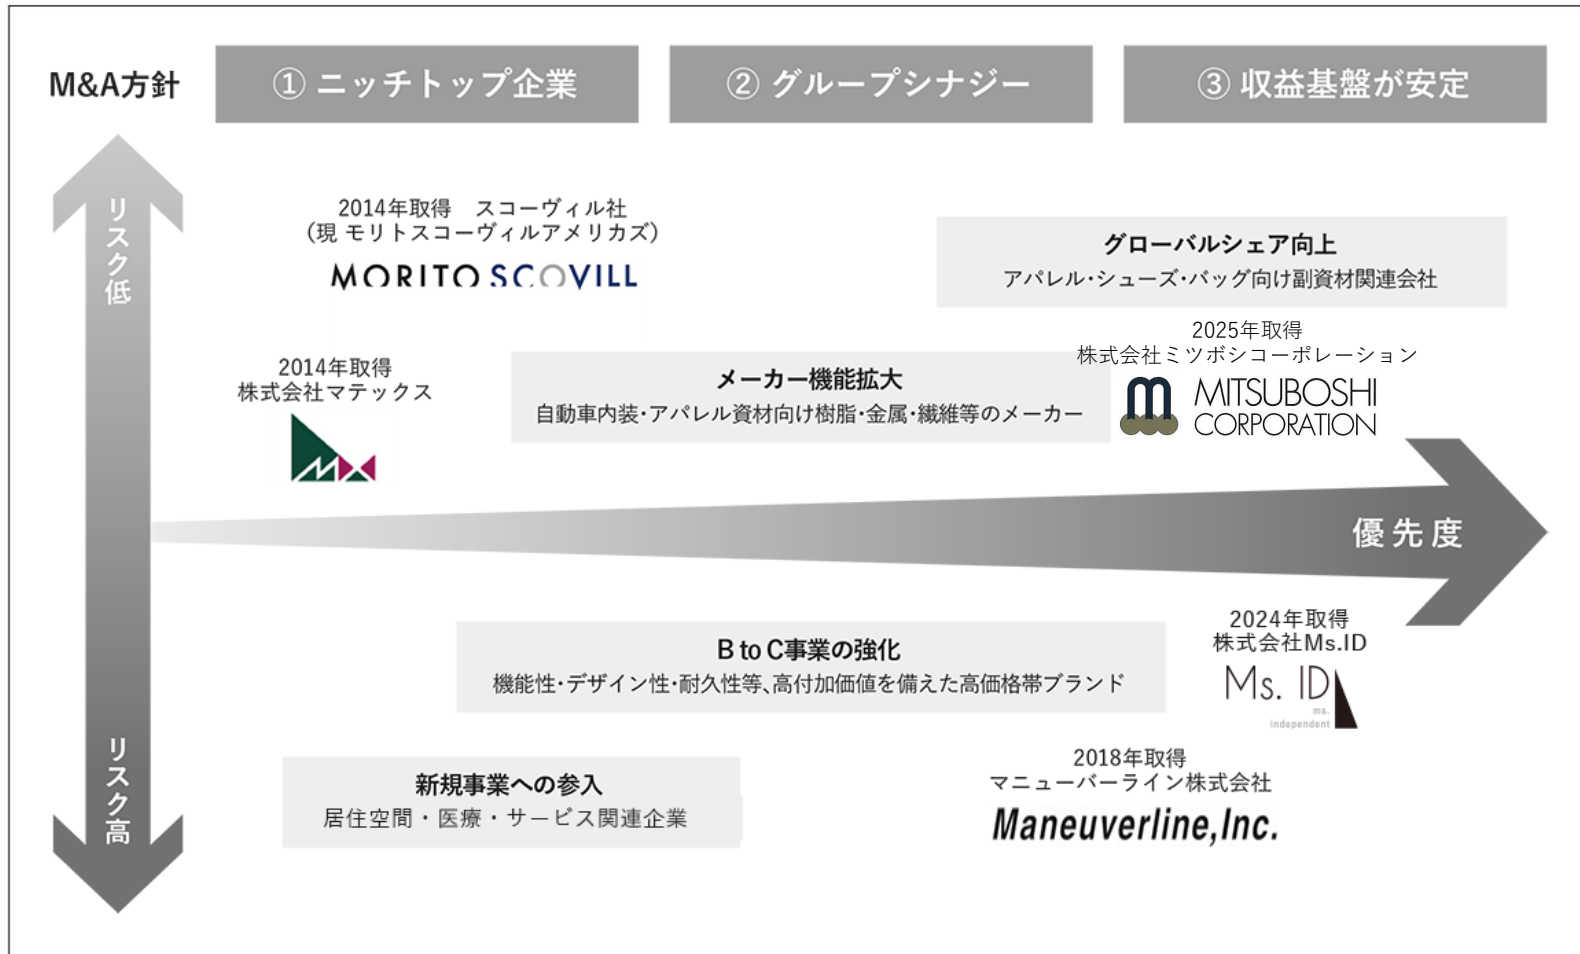 M&A方針
① ニッチトップ企業
② グループシナジー
③ 収益基盤が安定
リスク低
2014年取得　スコーヴィル社
(現 モリトスコーヴィルアメリカズ)
MORITO SCOVILL
グローバルシェア向上
アパレル・シューズ・バッグ向け副資材関連会社
2014年取得
株式会社マテックス
メーカー機能拡大
自動車内装・アパレル資材向け樹脂・金属・繊維等のメーカー
2025年取得
株式会社ミツボシコーポレーション
MITSUBOSHI
CORPORATION
優先度
B to C事業の強化
機能性・デザイン性・耐久性等、高付加価値を備えた高価格帯ブランド
2024年取得
株式会社Ms.ID
Ms. ID
ms.
independent
リスク高
新規事業への参入
居住空間・医療・サービス関連企業
2018年取得
マニューバーライン株式会社
Maneuverline,Inc.